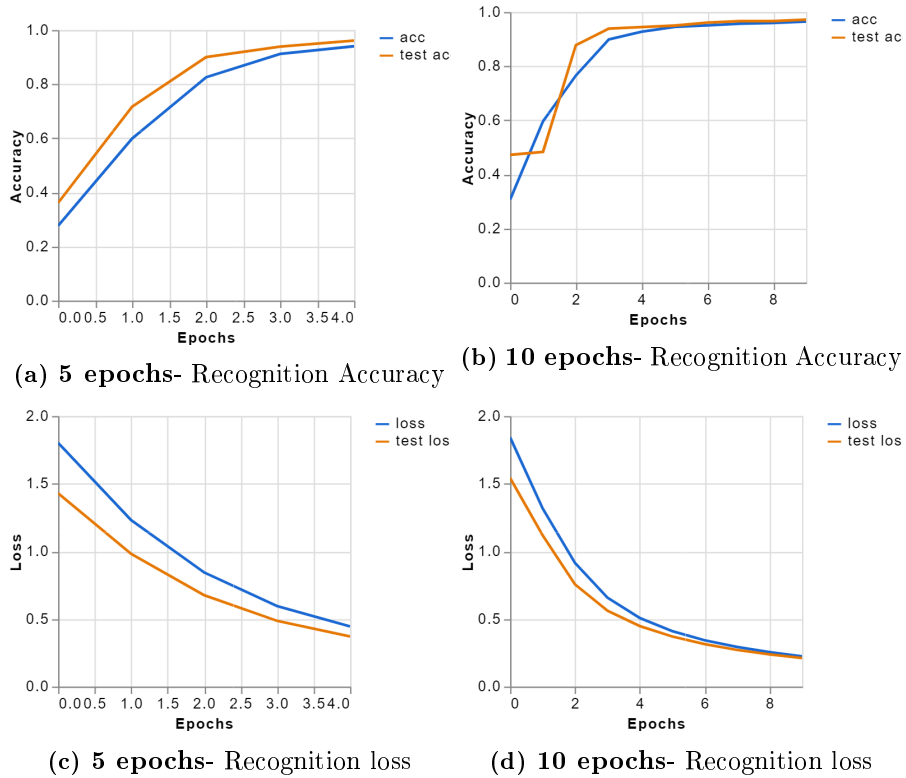 1.0
0.8
0.6
0.4
0.2
0.0
Accuracy
0.0 0.5 1.0 1.5 2.0 2.5 3.0 3.5 4.0
Epochs
acc
test ac
(a) 5 epochs- Recognition Accuracy
1.0
0.8
0.6
0.4
0.2
0.0
Accuracy
0 2 4 6 8
Epochs
acc
test ac
(b) 10 epochs- Recognition Accuracy
2.0
1.5
1.0
0.5
0.0
Loss
0.0 0.5 1.0 1.5 2.0 2.5 3.0 3.5 4.0
Epochs
loss
test los
(c) 5 epochs- Recognition loss
2.0
1.5
1.0
0.5
0.0
Loss
0 2 4 6 8
Epochs
loss
test los
(d) 10 epochs- Recognition loss